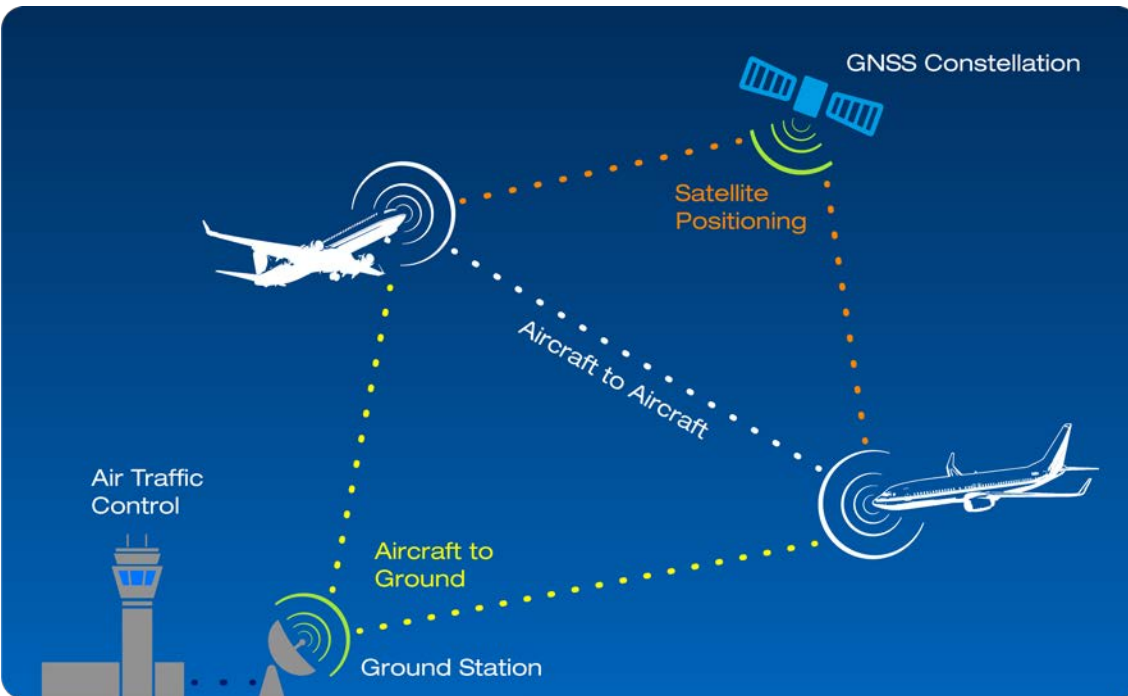 GNSS Constellation
Satellite
Positioning
Aircraft to Aircraft
Air Traffic
Control
Aircraft to
Ground
Ground Station